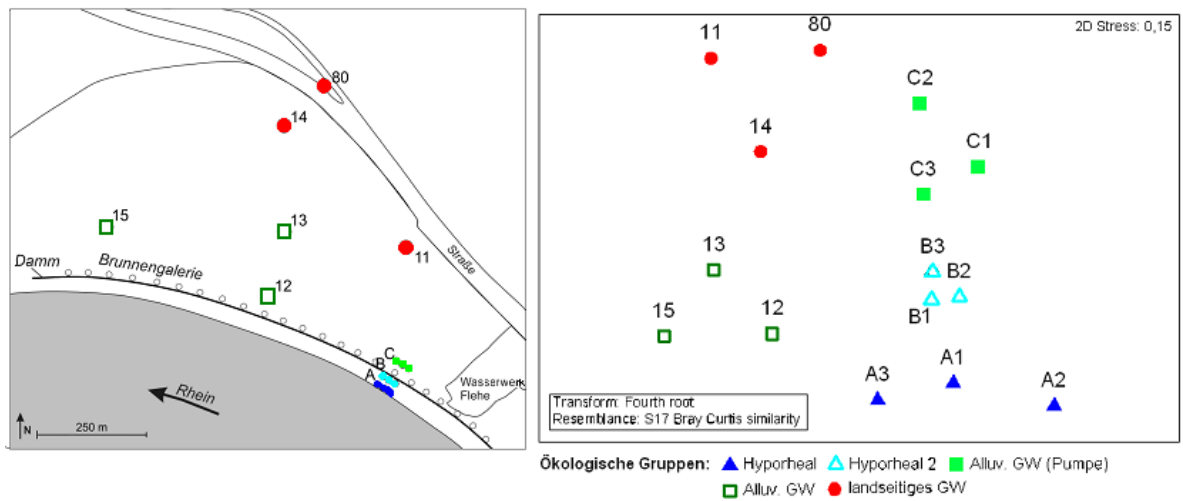 80
14
15
13
11
Straße
Damm
Brunnengalerie
12
C
B
A
Wasserwerk
Flehe
Rhein
N
250 m
11
80
2D Stress: 0,15
C2
14
C1
C3
13
B3
B2
15
12
B1
A3
A1
A2
Transform: Fourth root
Resemblance: S17 Bray Curtis similarity
Ökologische Gruppen: Hyporheal Hyporheal 2 Alluv. GW (Pumpe)
Alluv. GW landseitiges GW